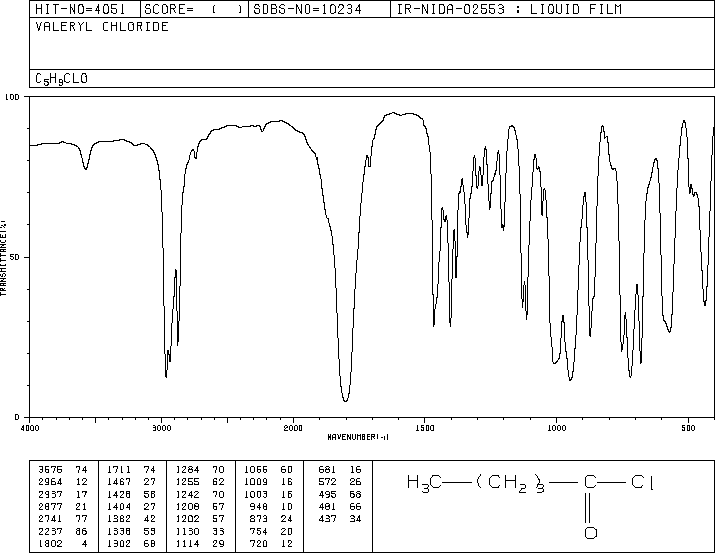 HIT-NO=4051 SCORE= ( ) SDBS-NO=10234 IR-NIDA-02553 : LIQUID FILM
VALERYL CHLORIDE
C5H9CLO
100
50
0
TRANSMITTANCE(%)
4000 3000 2000 1500 1000 500
WAVENUMBER(-1)
3575 74 1711 74 1284 70 1055 60 681 16
2964 12 1467 27 1255 62 1009 16 572 26
2937 17 1428 58 1242 70 1003 16 495 68
2877 21 1404 27 1208 57 948 10 481 66
2741 77 1382 42 1202 57 873 24 437 34
2237 86 1338 53 1130 33 754 20
1802 4 1302 68 1114 29 720 12
H3C—(CH2)3—C—Cl
O